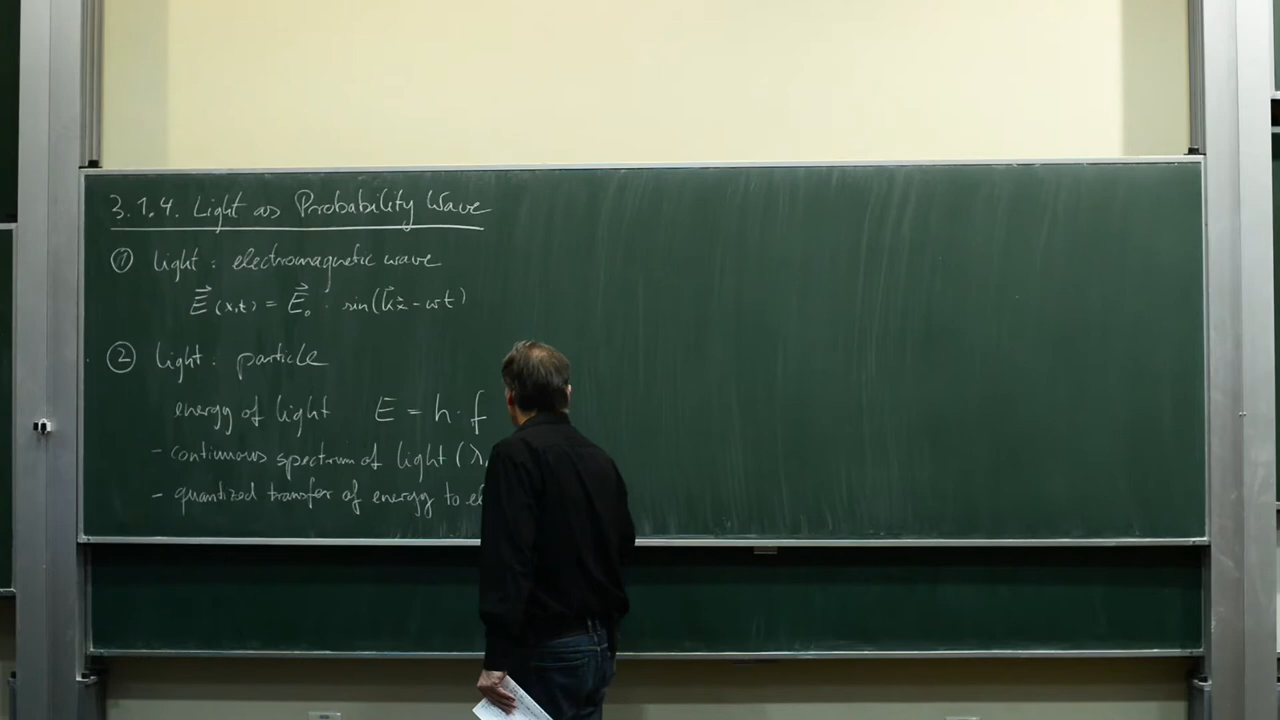 3.1.4. Light as Probability Wave
① light : electromagnetic wave
E⃗(x,t) = E⃗₀ · sin(k⃗x⃗ - ωt)
② light : particle
energy of light E = h · f
- continuous spectrum of light (λ,
- quantized transfer of energy to el